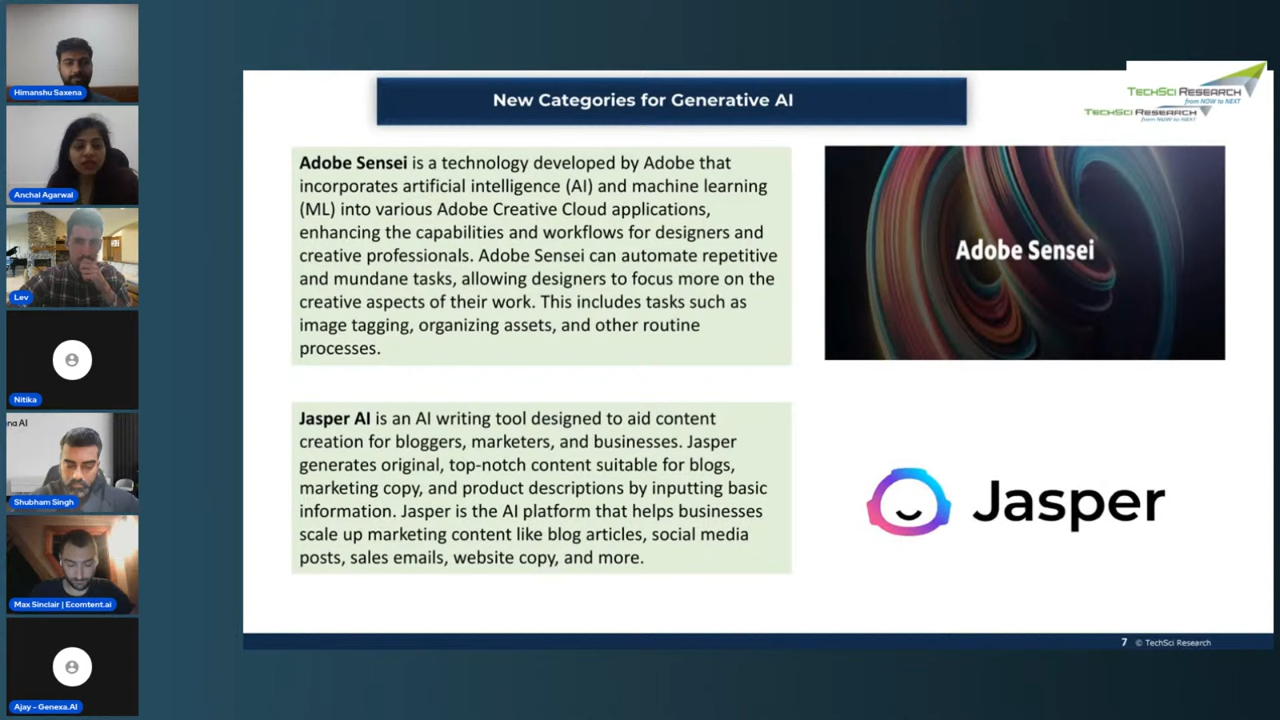 Himanshu Saxena
Anchal Agarwal
Lev
Nitika
na AI
Shubham Singh
Max Sinclair | Ecomtent.ai
Ajay - Genexa.AI
New Categories for Generative AI
TECHSCI RESEARCH
from NOW to NEXT
TECHSCI RESEARCH
from NOW to NEXT
Adobe Sensei is a technology developed by Adobe that
incorporates artificial intelligence (AI) and machine learning
(ML) into various Adobe Creative Cloud applications,
enhancing the capabilities and workflows for designers and
creative professionals. Adobe Sensei can automate repetitive
and mundane tasks, allowing designers to focus more on the
creative aspects of their work. This includes tasks such as
image tagging, organizing assets, and other routine
processes.
Adobe Sensei
Jasper AI is an AI writing tool designed to aid content
creation for bloggers, marketers, and businesses. Jasper
generates original, top-notch content suitable for blogs,
marketing copy, and product descriptions by inputting basic
information. Jasper is the AI platform that helps businesses
scale up marketing content like blog articles, social media
posts, sales emails, website copy, and more.
Jasper
7 © TechSci Research